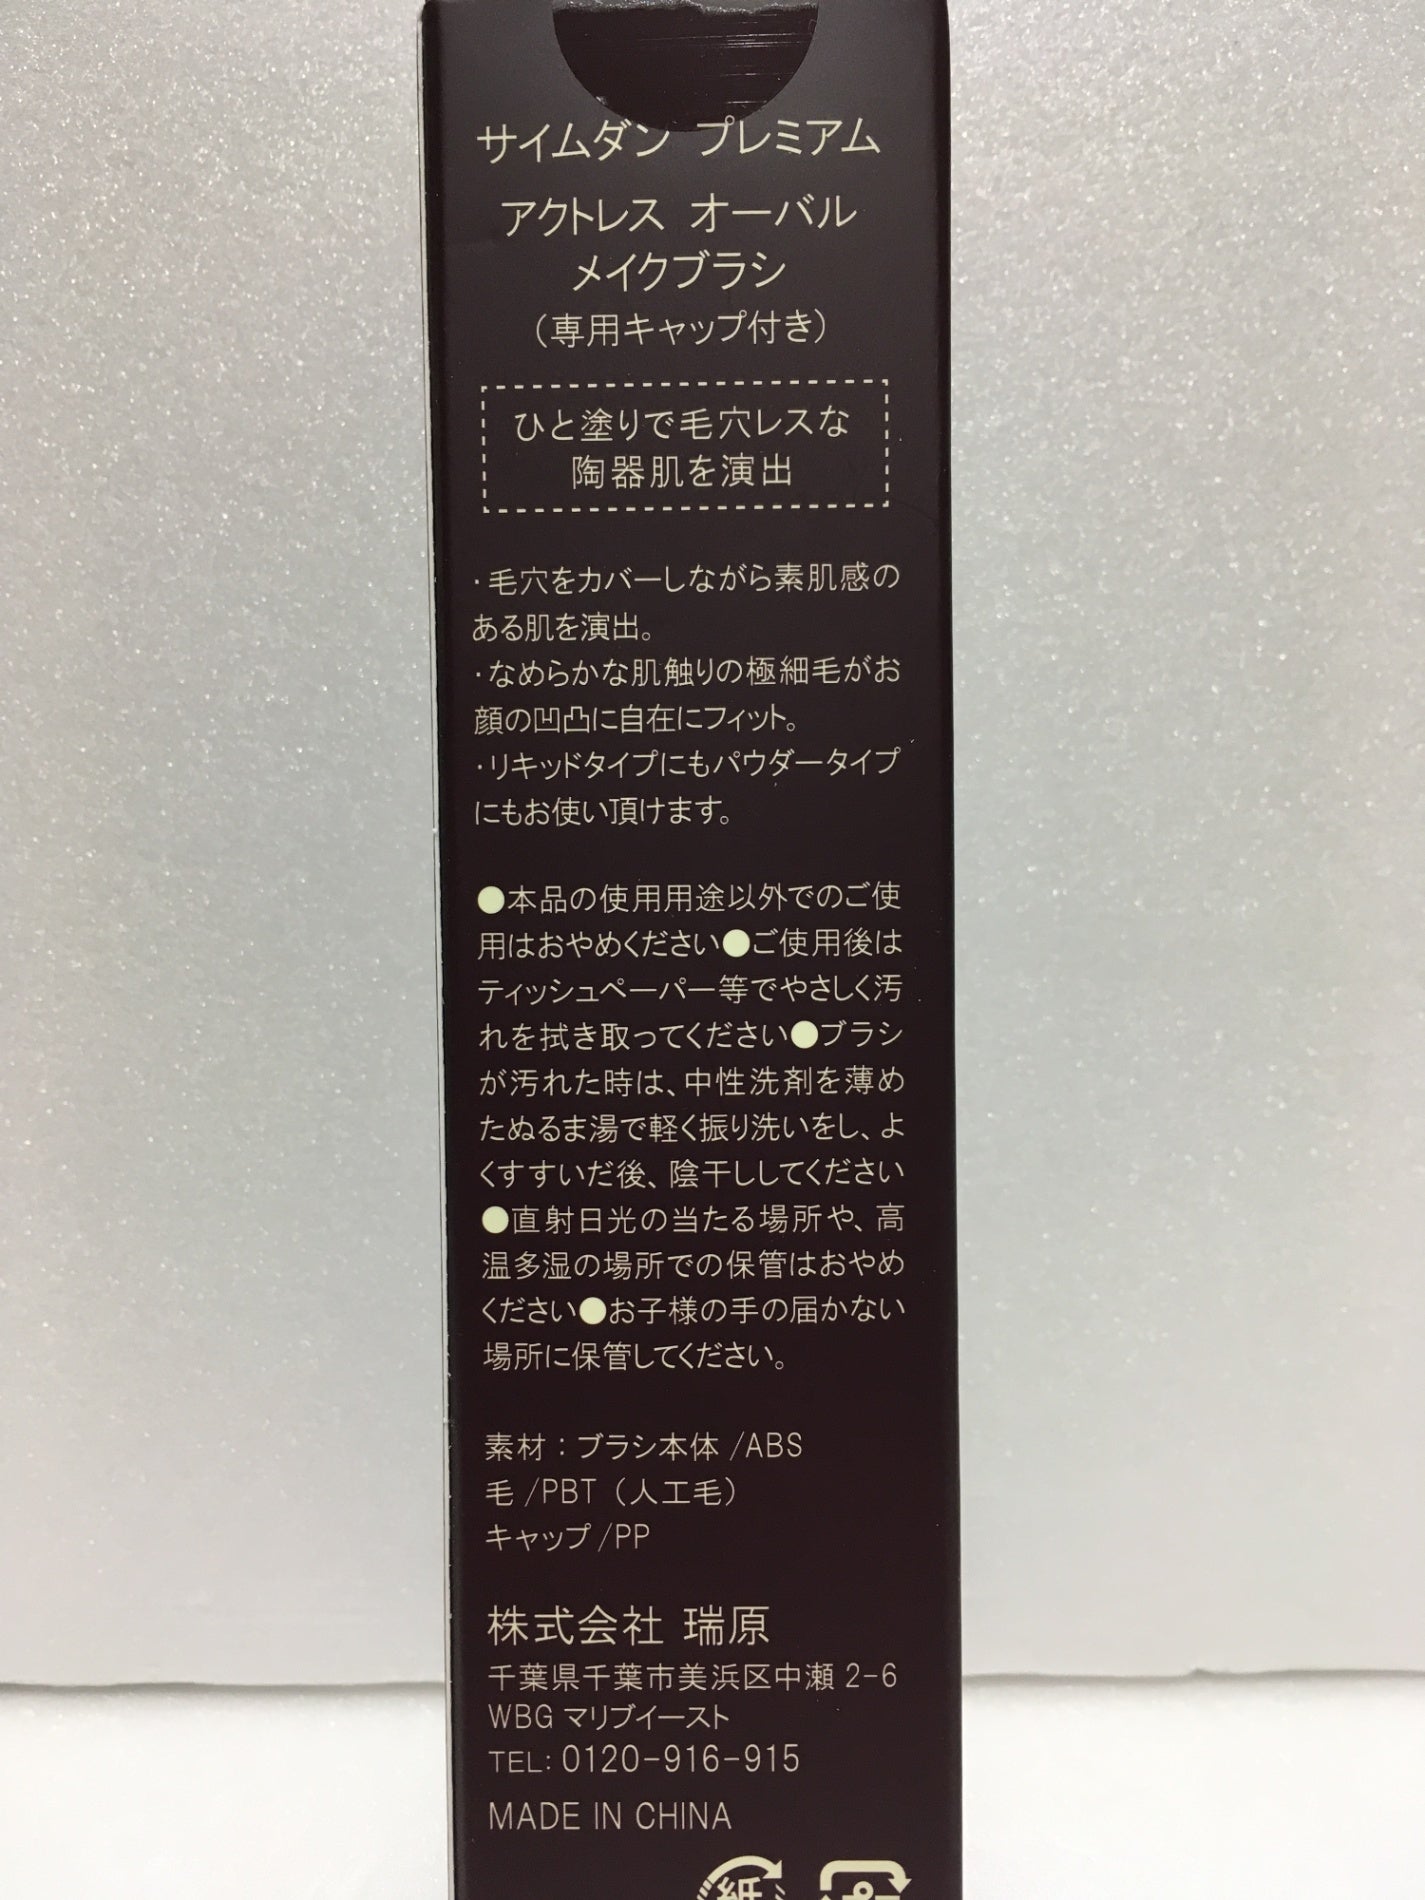 サイムダン プレミアム
アクトレス オーバル
メイクブラシ
（専用キャップ付き）
ひと塗りで毛穴レスな
陶器肌を演出
・毛穴をカバーしながら素肌感の
ある肌を演出。
・なめらかな肌触りの極細毛がお
顔の凹凸に自在にフィット。
・リキッドタイプにもパウダータイプ
にもお使い頂けます。
●本品の使用用途以外でのご使
用はおやめください●ご使用後は
ティッシュペーパー等でやさしく汚
れを拭き取ってください●ブラシ
が汚れた時は、中性洗剤を薄め
たぬるま湯で軽く振り洗いをし、よ
くすすいだ後、陰干ししてください
●直射日光の当たる場所や、高
温多湿の場所での保管はおやめ
ください●お子様の手の届かない
場所に保管してください。
素材：ブラシ本体 /ABS
毛 /PBT（人工毛）
キャップ /PP
株式会社 瑞原
千葉県千葉市美浜区中瀬 2-6
WBG マリブイースト
TEL: 0120-916-915
MADE IN CHINA
紙 プ